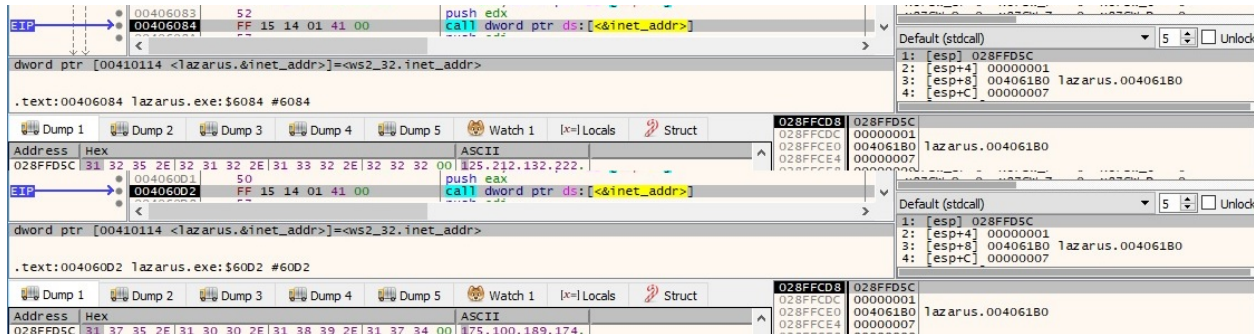 00406083 52 push edx
EIP 00406084 FF 15 14 01 41 00 call dword ptr ds:[<&inet_addr>]
Default (stdcall) 5 Unlock
1: [esp] 028FFD5C
2: [esp+4] 00000001
3: [esp+8] 004061B0 lazarus.004061B0
4: [esp+C] 00000007
dword ptr [00410114 <lazarus.&inet_addr>]=<ws2_32.inet_addr>
.text:00406084 lazarus.exe:$6084 #6084
Dump 1 Dump 2 Dump 3 Dump 4 Dump 5 Watch 1 [x=] Locals Struct
Address Hex ASCII
028FFD5C 31 32 35 2E 32 31 32 2E 31 33 32 2E 32 32 32 00 125.212.132.222.
028FFCD8 028FFD5C
028FFCDC 00000001
028FFCE0 004061B0 lazarus.004061B0
028FFCE4 00000007
004060D1 50 push eax
EIP 004060D2 FF 15 14 01 41 00 call dword ptr ds:[<&inet_addr>]
Default (stdcall) 5 Unlock
1: [esp] 028FFD5C
2: [esp+4] 00000001
3: [esp+8] 004061B0 lazarus.004061B0
4: [esp+C] 00000007
dword ptr [00410114 <lazarus.&inet_addr>]=<ws2_32.inet_addr>
.text:004060D2 lazarus.exe:$60D2 #60D2
Dump 1 Dump 2 Dump 3 Dump 4 Dump 5 Watch 1 [x=] Locals Struct
Address Hex ASCII
028FFD5C 31 37 35 2E 31 30 30 2E 31 38 39 2E 31 37 34 00 175.100.189.174.
028FFCD8 028FFD5C
028FFCDC 00000001
028FFCE0 004061B0 lazarus.004061B0
028FFCE4 00000007